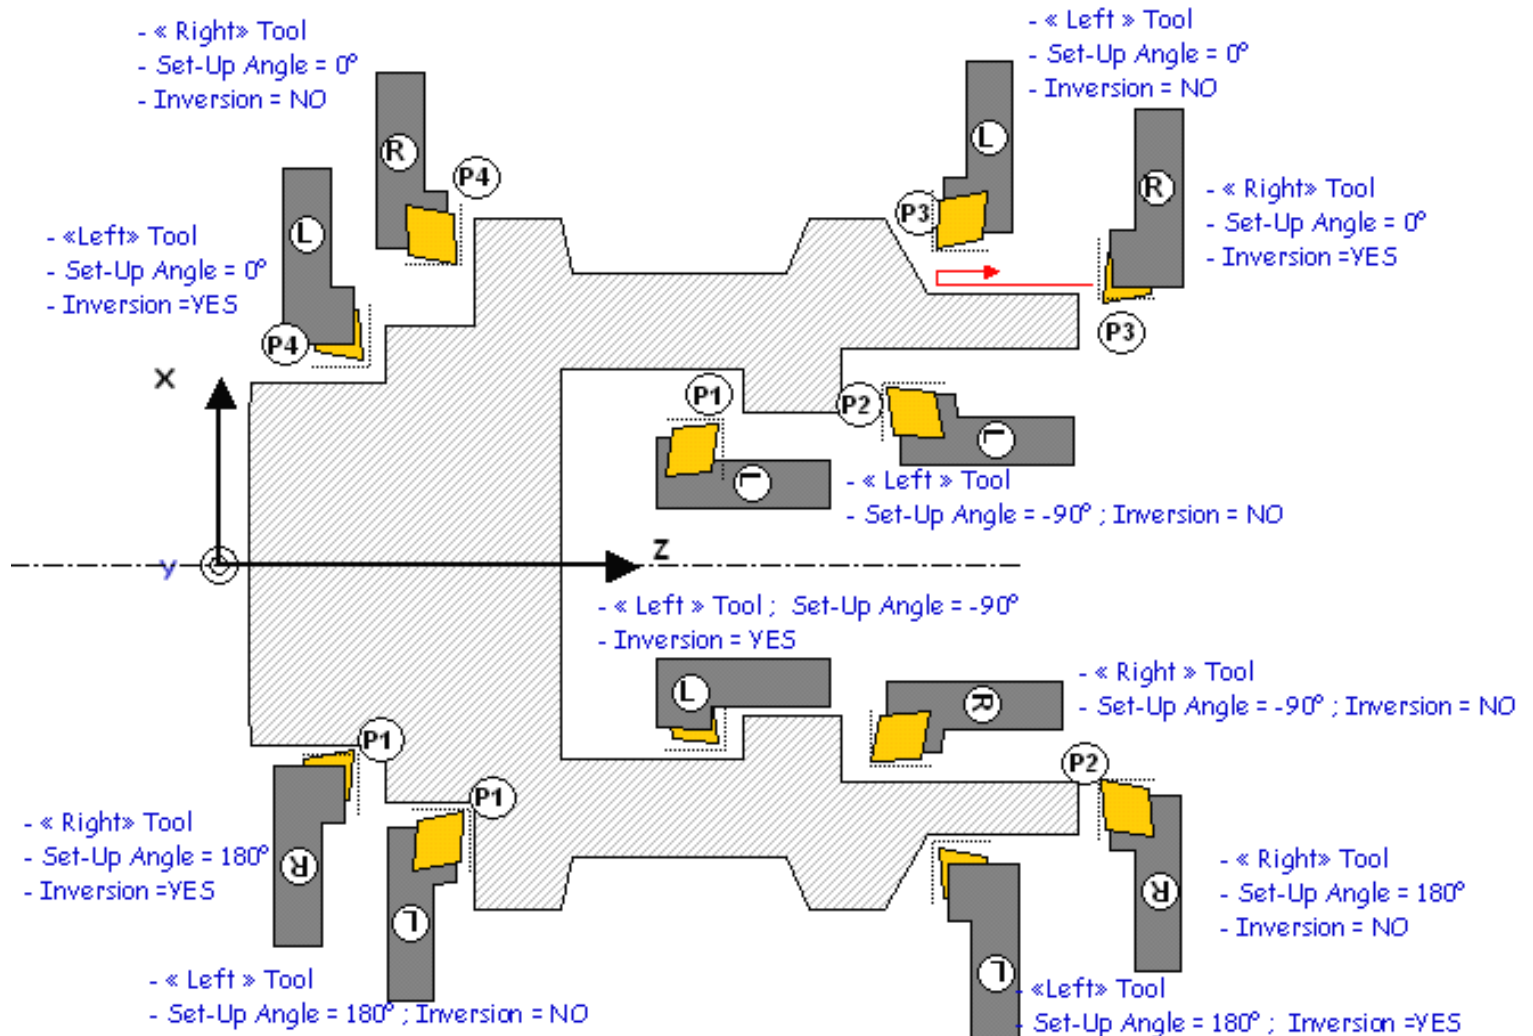 - « Right» Tool
- Set-Up Angle = 0°
- Inversion = NO
- « Left » Tool
- Set-Up Angle = 0°
- Inversion = NO
R
P4
L
P3
R
- « Right» Tool
- Set-Up Angle = 0°
- Inversion =YES
- «Left» Tool
- Set-Up Angle = 0°
- Inversion =YES
L
P4
P3
X
P1
P2
L
L
- « Left » Tool
- Set-Up Angle = -90° ; Inversion = NO
Y
Z
- « Left » Tool ; Set-Up Angle = -90°
- Inversion = YES
L
R
- « Right » Tool
- Set-Up Angle = -90° ; Inversion = NO
P1
P1
P2
- « Right» Tool
- Set-Up Angle = 180°
- Inversion =YES
R
L
R
- « Right» Tool
- Set-Up Angle = 180°
- Inversion = NO
L
- « Left » Tool
- Set-Up Angle = 180° ; Inversion = NO
- «Left» Tool
- Set-Up Angle = 180° ; Inversion =YES